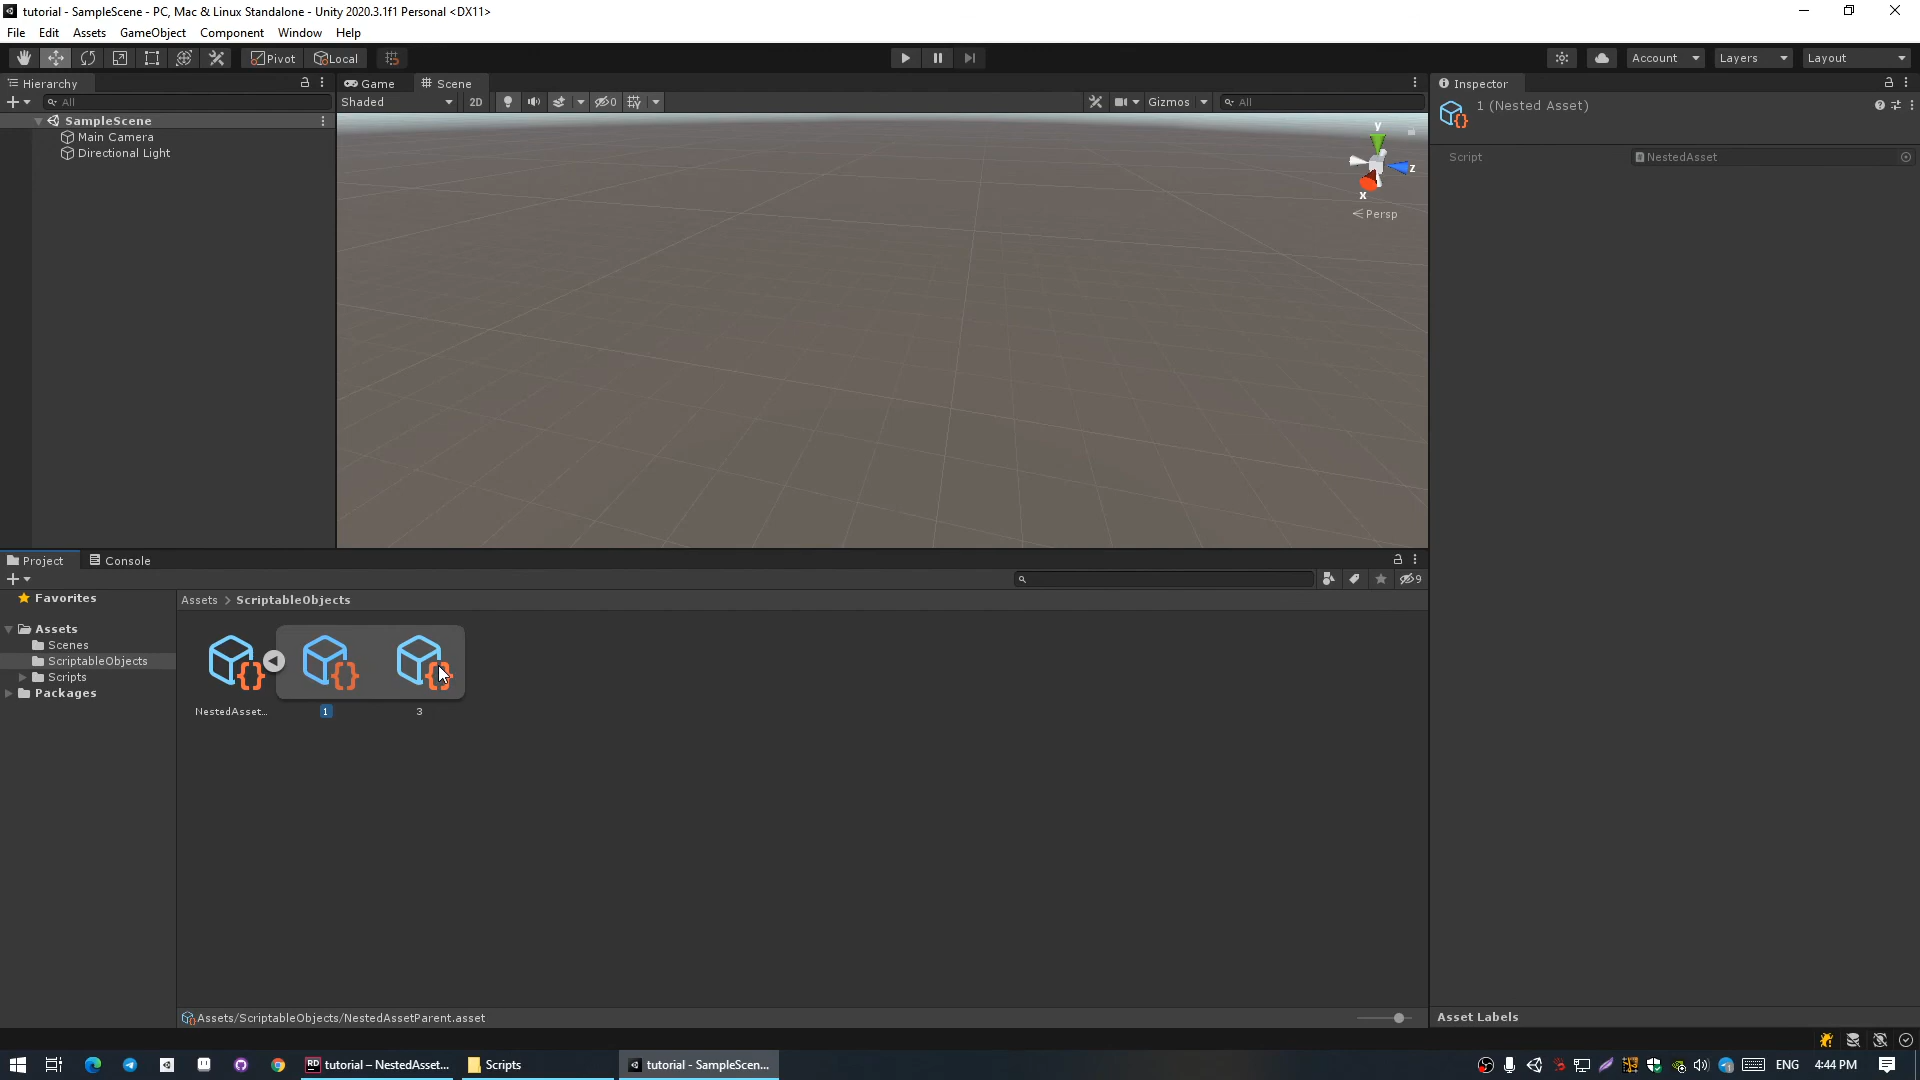 tutorial - SampleScene - PC, Mac & Linux Standalone - Unity 2020.3.1f1 Personal <DX11>
File Edit Assets GameObject Component Window Help
Pivot Local Account Layers Layout
Hierarchy Game Scene Inspector
All Shaded 2D 0 Gizmos All 1 (Nested Asset)
SampleScene
Main Camera
Directional Light
Script NestedAsset
y
z
x
Persp
Project Console
9
Favorites
Assets > ScriptableObjects
Assets
Scenes
ScriptableObjects
Scripts
Packages
NestedAsset... 1 3
Assets/ScriptableObjects/NestedAssetParent.asset
Asset Labels
tutorial – NestedAsset... Scripts tutorial - SampleScen... ENG 4:44 PM